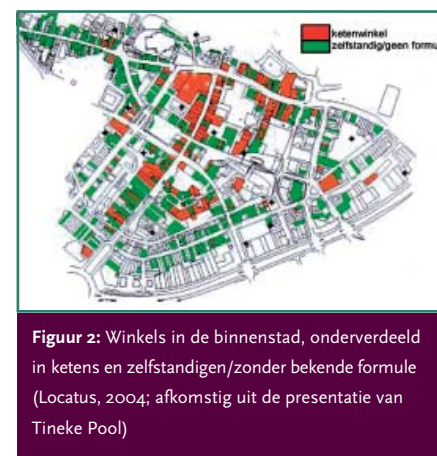 ketenwinkel
zelfstandig/geen formu
Figuur 2: Winkels in de binnenstad, onderverdeeld
in ketens en zelfstandigen/zonder bekende formule
(Locatus, 2004; afkomstig uit de presentatie van
Tineke Pool)